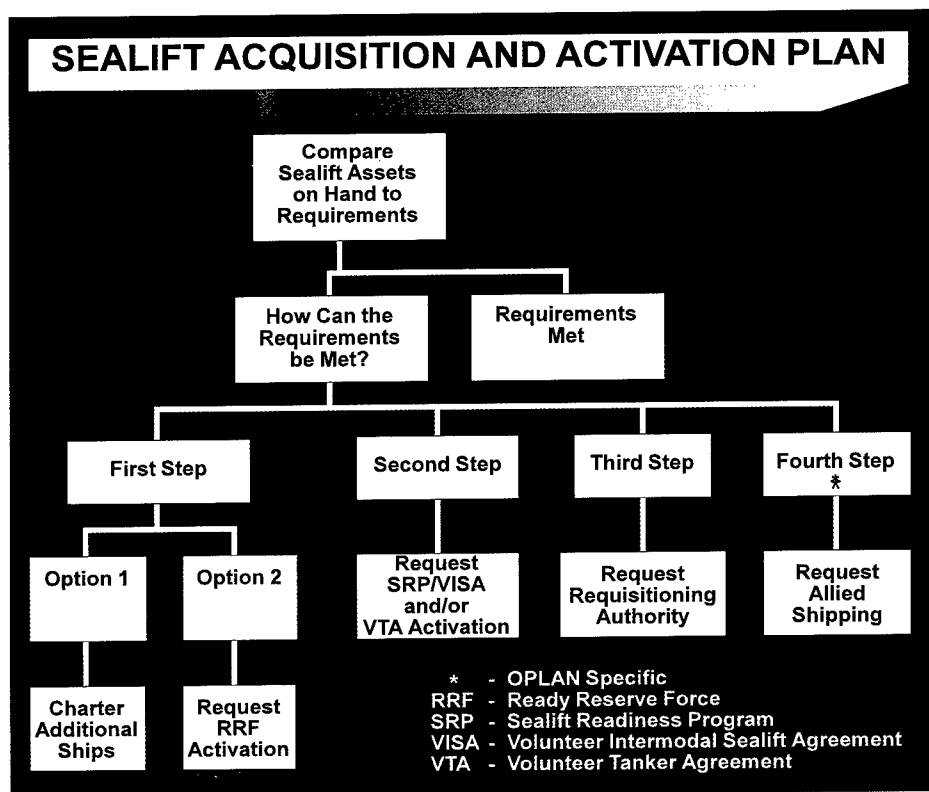 SEALIFT ACQUISITION AND ACTIVATION PLAN
Compare
Sealift Assets
on Hand to
Requirements
How Can the
Requirements
be Met?
Requirements
Met
First Step
Second Step
Third Step
Fourth Step
*
Option 1
Option 2
Request
SRP/VISA
and/or
VTA Activation
Request
Requisitioning
Authority
Request
Allied
Shipping
Charter
Additional
Ships
Request
RRF
Activation
* - OPLAN Specific
RRF - Ready Reserve Force
SRP - Sealift Readiness Program
VISA - Volunteer Intermodal Sealift Agreement
VTA - Volunteer Tanker Agreement